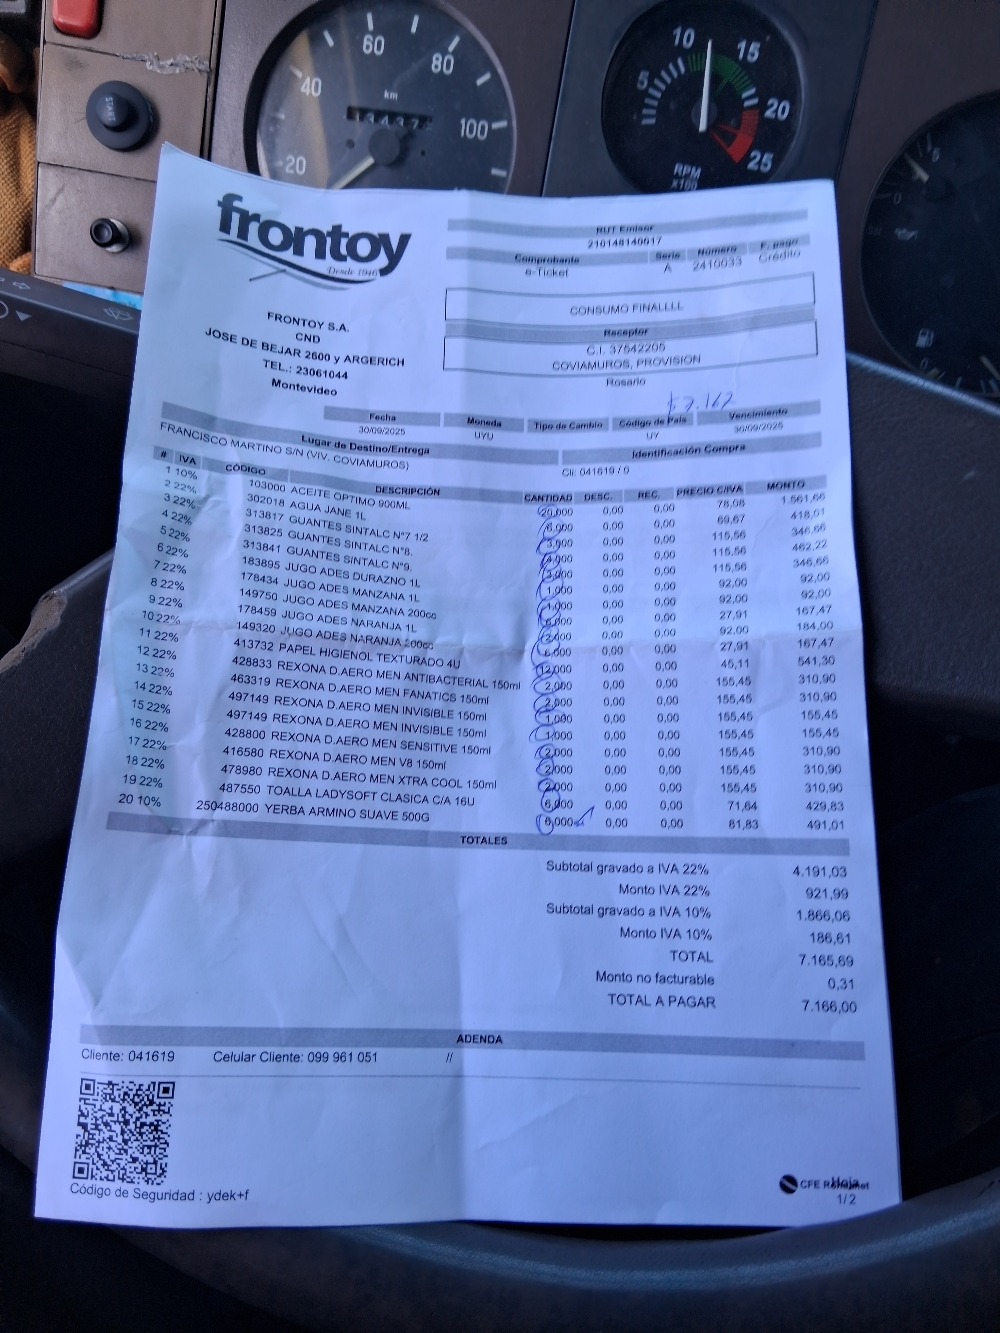 60
80
40
km
100
20
START
10
15
5
20
25
RPM
x100
frontoy
Desde 1946
RUT Emisor
210148140017
Comprobante Serie Número F. pago
e-Ticket A 2410033 Crédito
CONSUMO FINALLLL
Receptor
C.I. 37542205
COVIAMUROS, PROVISION
Rosario
FRONTOY S.A.
CND
JOSE DE BEJAR 2600 y ARGERICH
TEL.: 23061044
Montevideo
Fecha Moneda Tipo de Cambio Código de País Vencimiento
30/09/2025 UYU UY 30/09/2025
Lugar de Destino/Entrega Identificación Compra
FRANCISCO MARTINO S/N (VIV. COVIAMUROS) Cli: 041619 / 0
# IVA CÓDIGO DESCRIPCIÓN CANTIDAD DESC. REC. PRECIO C/IVA MONTO
1 10% 103000 ACEITE OPTIMO 900ML 20,000 0,00 0,00 78,08 1.561,66
2 22% 302018 AGUA JANE 1L 6,000 0,00 0,00 69,67 418,01
3 22% 313817 GUANTES SINTALC N°7 1/2 3,000 0,00 0,00 115,56 346,66
4 22% 313825 GUANTES SINTALC N°8. 4,000 0,00 0,00 115,56 462,22
5 22% 313841 GUANTES SINTALC N°9. 3,000 0,00 0,00 115,56 346,66
6 22% 183895 JUGO ADES DURAZNO 1L 1,000 0,00 0,00 92,00 92,00
7 22% 178434 JUGO ADES MANZANA 1L 1,000 0,00 0,00 92,00 92,00
8 22% 149750 JUGO ADES MANZANA 200cc 6,000 0,00 0,00 27,91 167,47
9 22% 178459 JUGO ADES NARANJA 1L 2,000 0,00 0,00 92,00 184,00
10 22% 149320 JUGO ADES NARANJA 200cc 6,000 0,00 0,00 27,91 167,47
11 22% 413732 PAPEL HIGIENOL TEXTURADO 4U 12,000 0,00 0,00 45,11 541,30
12 22% 428833 REXONA D.AERO MEN ANTIBACTERIAL 150ml 2,000 0,00 0,00 155,45 310,90
13 22% 463319 REXONA D.AERO MEN FANATICS 150ml 2,000 0,00 0,00 155,45 310,90
14 22% 497149 REXONA D.AERO MEN INVISIBLE 150ml 1,000 0,00 0,00 155,45 155,45
15 22% 497149 REXONA D.AERO MEN INVISIBLE 150ml 1,000 0,00 0,00 155,45 155,45
16 22% 428800 REXONA D.AERO MEN SENSITIVE 150ml 2,000 0,00 0,00 155,45 310,90
17 22% 416580 REXONA D.AERO MEN V8 150ml 2,000 0,00 0,00 155,45 310,90
18 22% 478980 REXONA D.AERO MEN XTRA COOL 150ml 2,000 0,00 0,00 155,45 310,90
19 22% 487550 TOALLA LADYSOFT CLASICA C/A 16U 6,000 0,00 0,00 71,64 429,83
20 10% 250488000 YERBA ARMINO SUAVE 500G 6,000 0,00 0,00 81,83 491,01
TOTALES
Subtotal gravado a IVA 22% 4.191,03
Monto IVA 22% 921,99
Subtotal gravado a IVA 10% 1.866,06
Monto IVA 10% 186,61
TOTAL 7.165,69
Monto no facturable 0,31
TOTAL A PAGAR 7.166,00
ADENDA
Cliente: 041619 Celular Cliente: 099 961 051 //
Código de Seguridad : ydek+f
CFE
Hoja
1/2